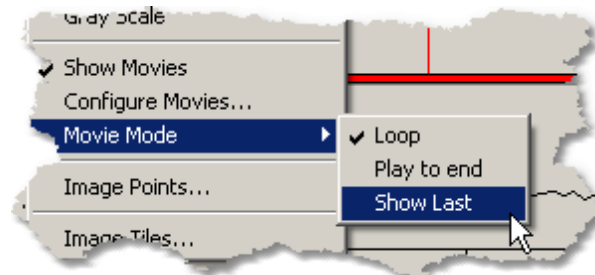 Gray Scale
Show Movies
Configure Movies...
Movie Mode
Loop
Play to end
Show Last
Image Points...
Image Tiles...